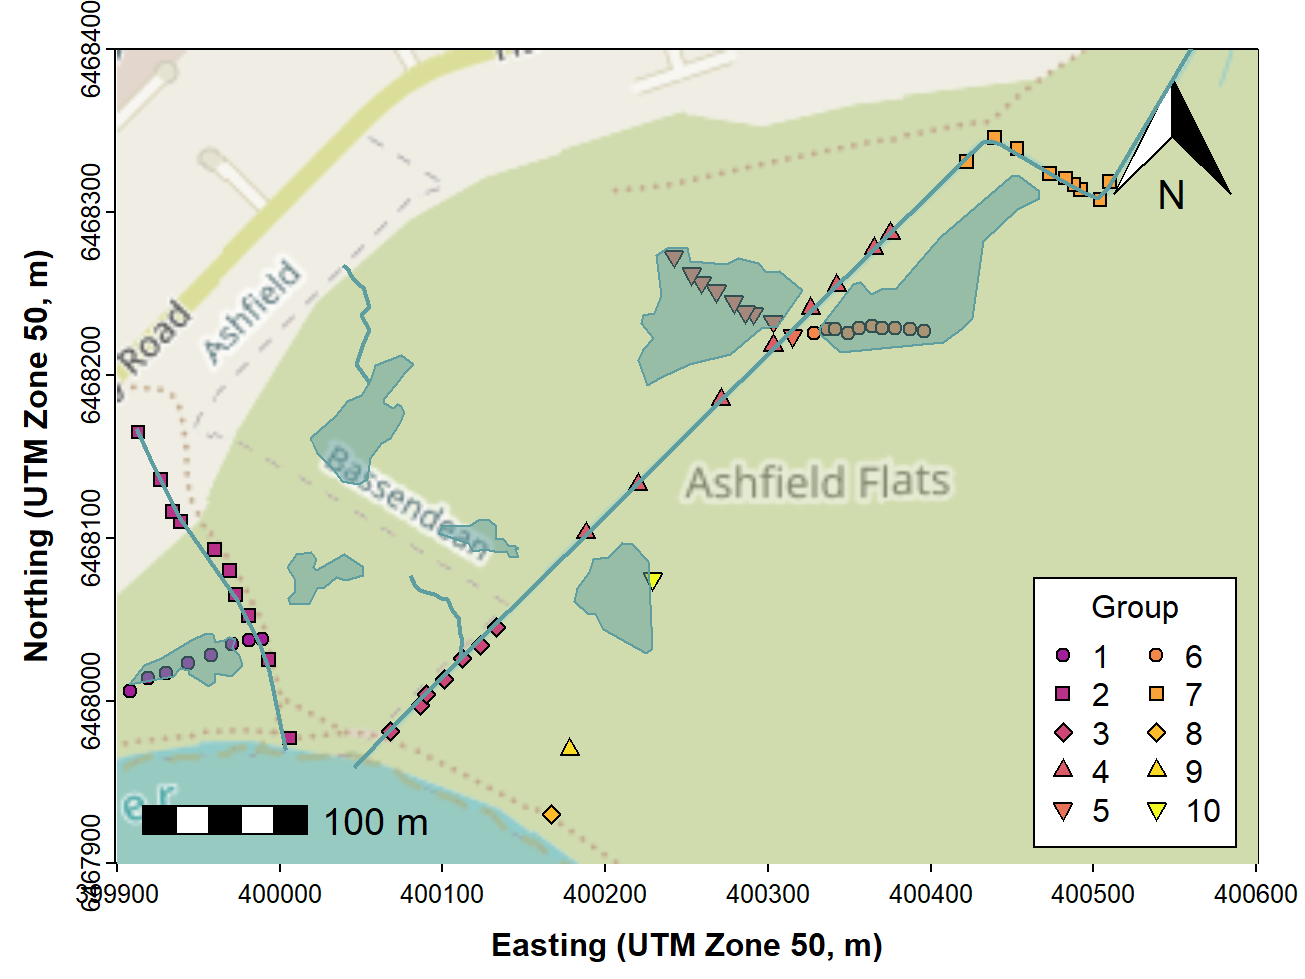 6468400
6468300
6468200
6468100
6468000
6467900
Northing (UTM Zone 50, m)
Road
Ashfield
Bassendean
Ashfield Flats
N
er
100 m
Group
1 6
2 7
3 8
4 9
5 10
399900 400000 400100 400200 400300 400400 400500 400600
Easting (UTM Zone 50, m)